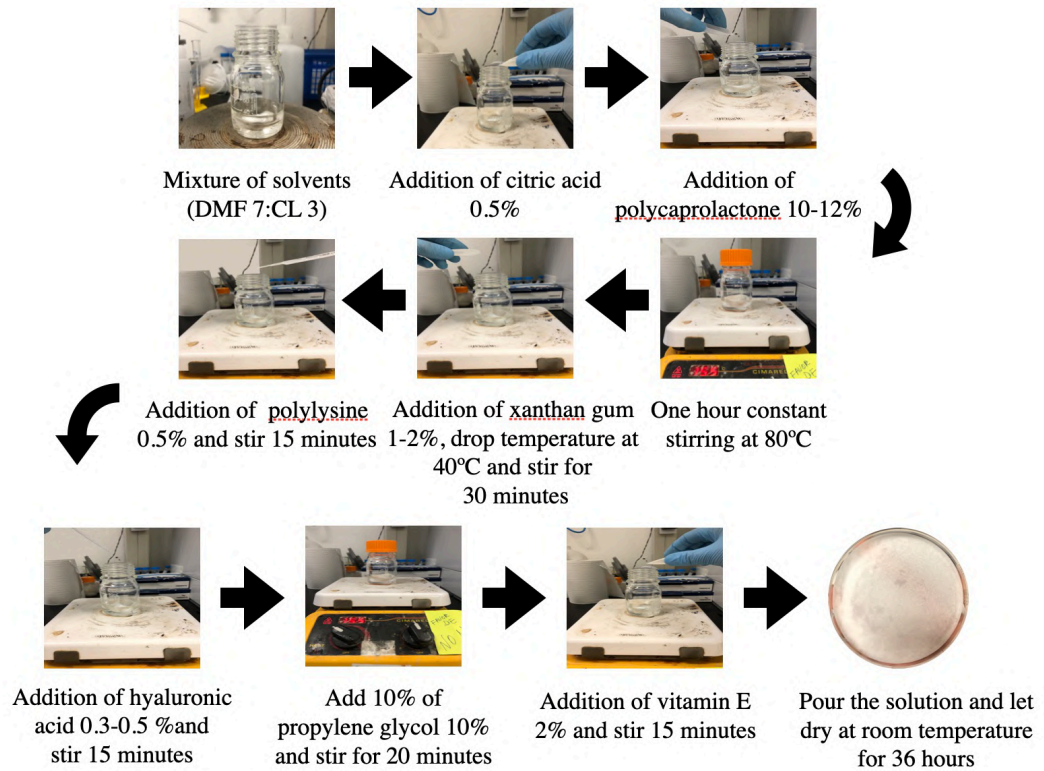 Mixture of solvents
(DMF 7:CL 3)
Addition of citric acid
0.5%
Addition of
polycaprolactone 10-12%
One hour constant
stirring at 80ºC
Addition of xanthan gum
1-2%, drop temperature at
40ºC and stir for
30 minutes
Addition of polylysine
0.5% and stir 15 minutes
Addition of hyaluronic
acid 0.3-0.5 %and
stir 15 minutes
Add 10% of
propylene glycol 10%
and stir for 20 minutes
Addition of vitamin E
2% and stir 15 minutes
Pour the solution and let
dry at room temperature
for 36 hours